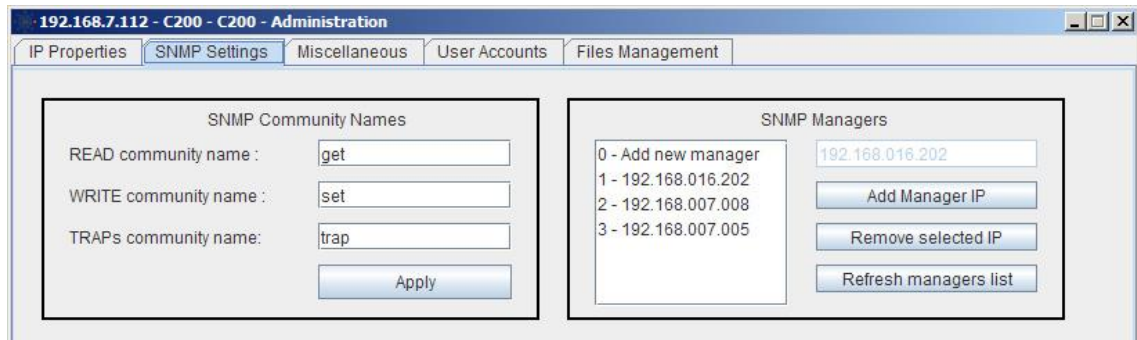 192.168.7.112 - C200 - C200 - Administration
IP Properties SNMP Settings Miscellaneous User Accounts Files Management
SNMP Community Names
READ community name : get
WRITE community name : set
TRAPs community name: trap
Apply
SNMP Managers
0 - Add new manager
1 - 192.168.016.202
2 - 192.168.007.008
3 - 192.168.007.005
192.168.016.202
Add Manager IP
Remove selected IP
Refresh managers list